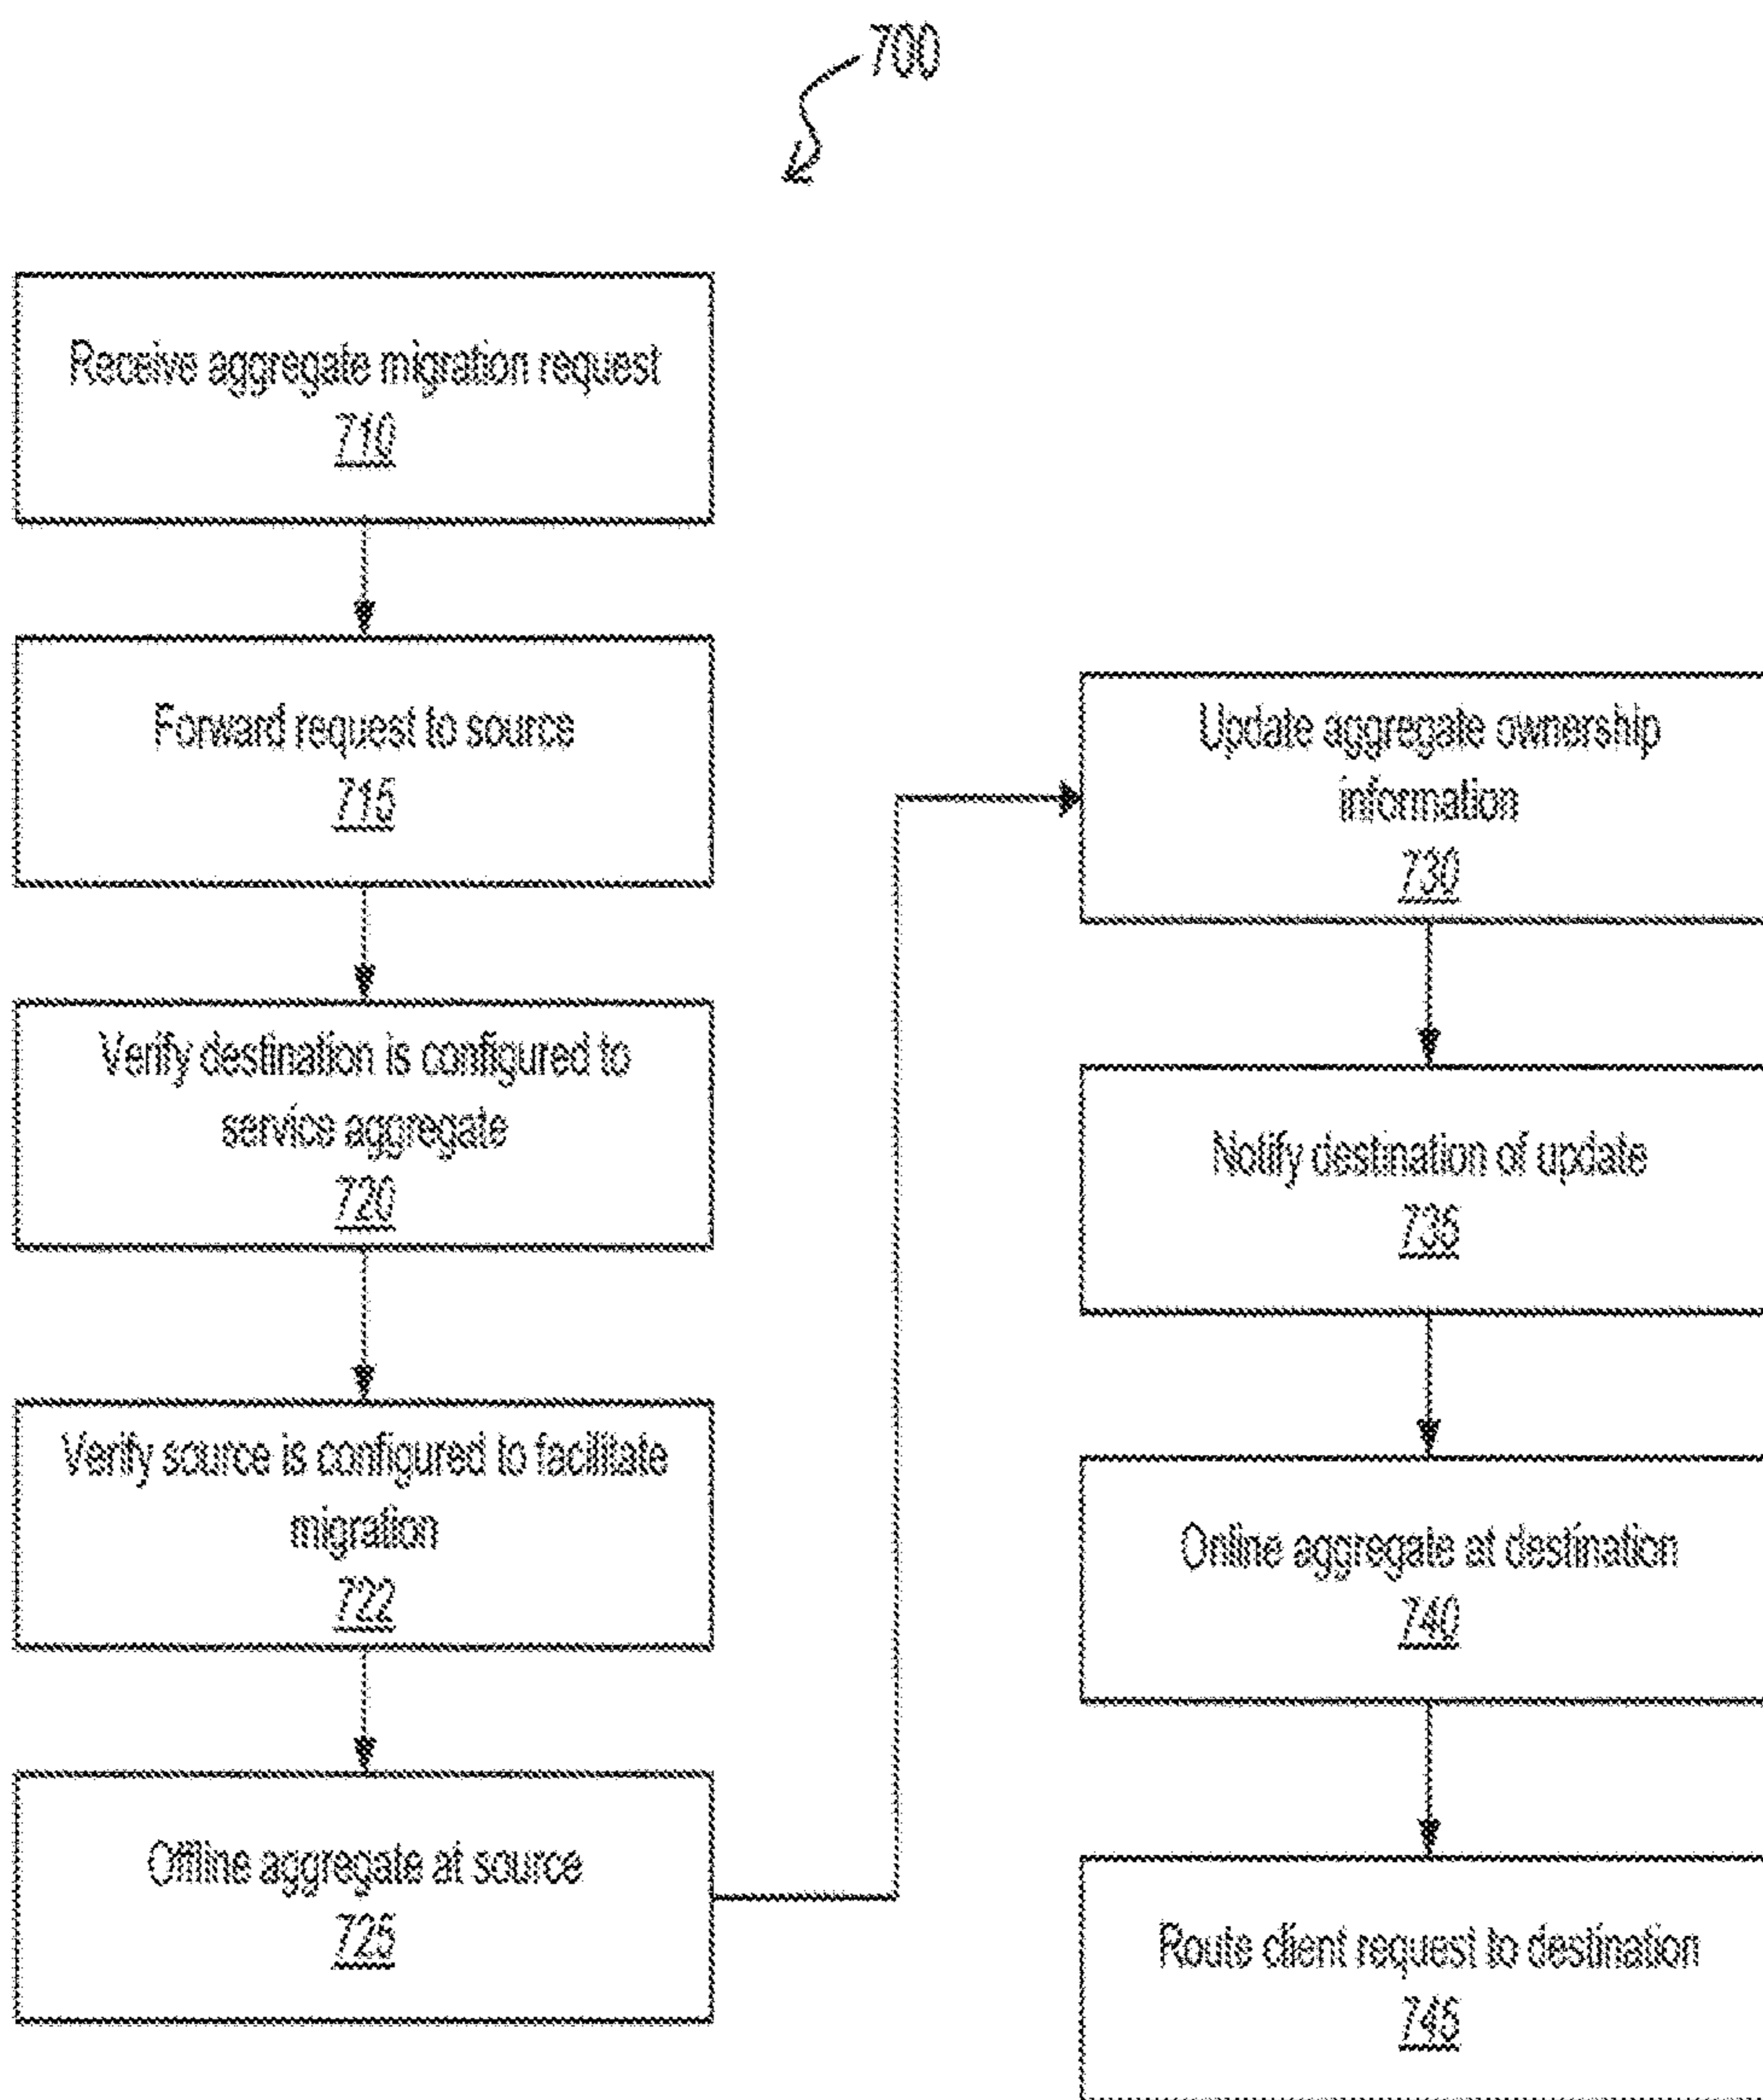 700
Receive aggregate migration request
710
Forward request to source
715
Verify destination is configured to
service aggregate
720
Verify source is configured to facilitate
migration
722
Offline aggregate at source
725
Update aggregate ownership
information
730
Notify destination of update
735
Online aggregate at destination
740
Route client request to destination
745